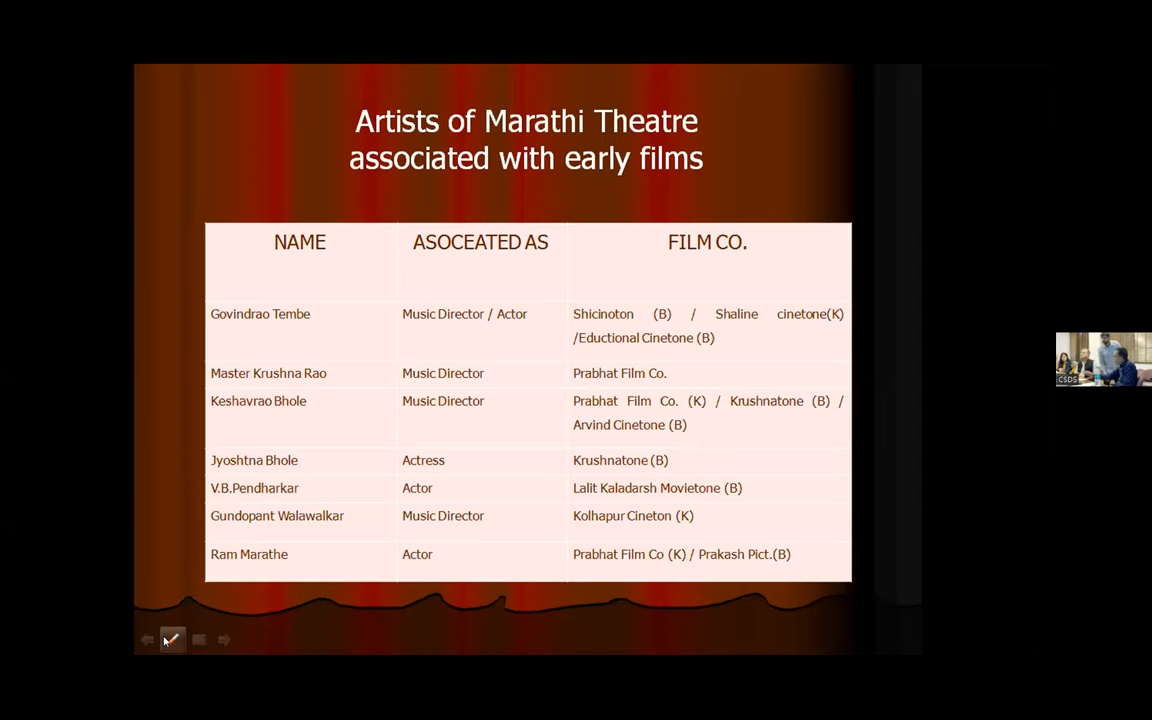 Artists of Marathi Theatre
associated with early films
NAME ASOCEATED AS FILM CO.
Govindrao Tembe Music Director / Actor Shicinoton (B) / Shaline cinetone(K)
/Eductional Cinetone (B)
Master Krushna Rao Music Director Prabhat Film Co.
Keshavrao Bhole Music Director Prabhat Film Co. (K) / Krushnatone (B) /
Arvind Cinetone (B)
Jyoshtna Bhole Actress Krushnatone (B)
V.B.Pendharkar Actor Lalit Kaladarsh Movietone (B)
Gundopant Walawalkar Music Director Kolhapur Cineton (K)
Ram Marathe Actor Prabhat Film Co (K) / Prakash Pict.(B)
CSDS